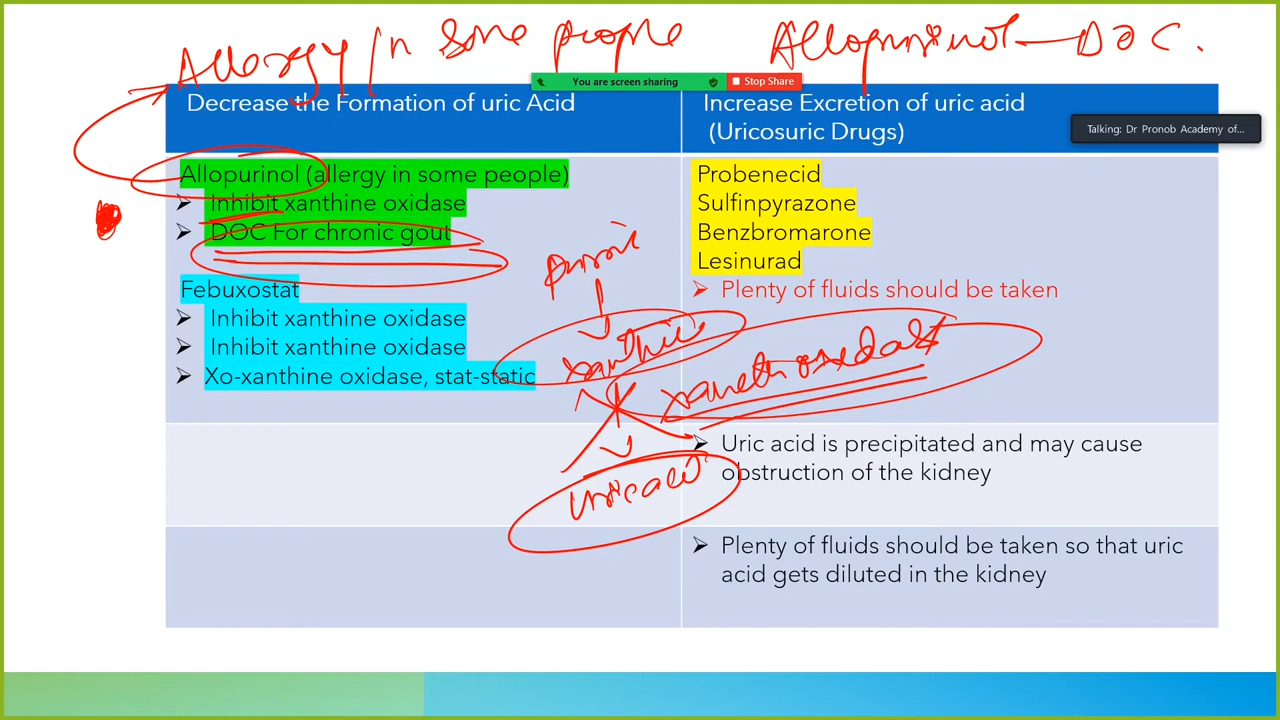 Allergy in some people
Allopurinol - DOC.
You are screen sharing
Stop Share
Decrease the Formation of uric Acid
Increase Excretion of uric acid
(Uricosuric Drugs)
Talking: Dr Pronob Academy of...
Allopurinol (allergy in some people)
➤ Inhibit xanthine oxidase
➤ DOC For chronic gout
Febuxostat
➤ Inhibit xanthine oxidase
➤ Inhibit xanthine oxidase
➤ Xo-xanthine oxidase, stat-static
Probenecid
Sulfinpyrazone
Benzbromarone
Lesinurad
➤ Plenty of fluids should be taken
xanthine
uric acid
➤ Uric acid is precipitated and may cause
obstruction of the kidney
➤ Plenty of fluids should be taken so that uric
acid gets diluted in the kidney